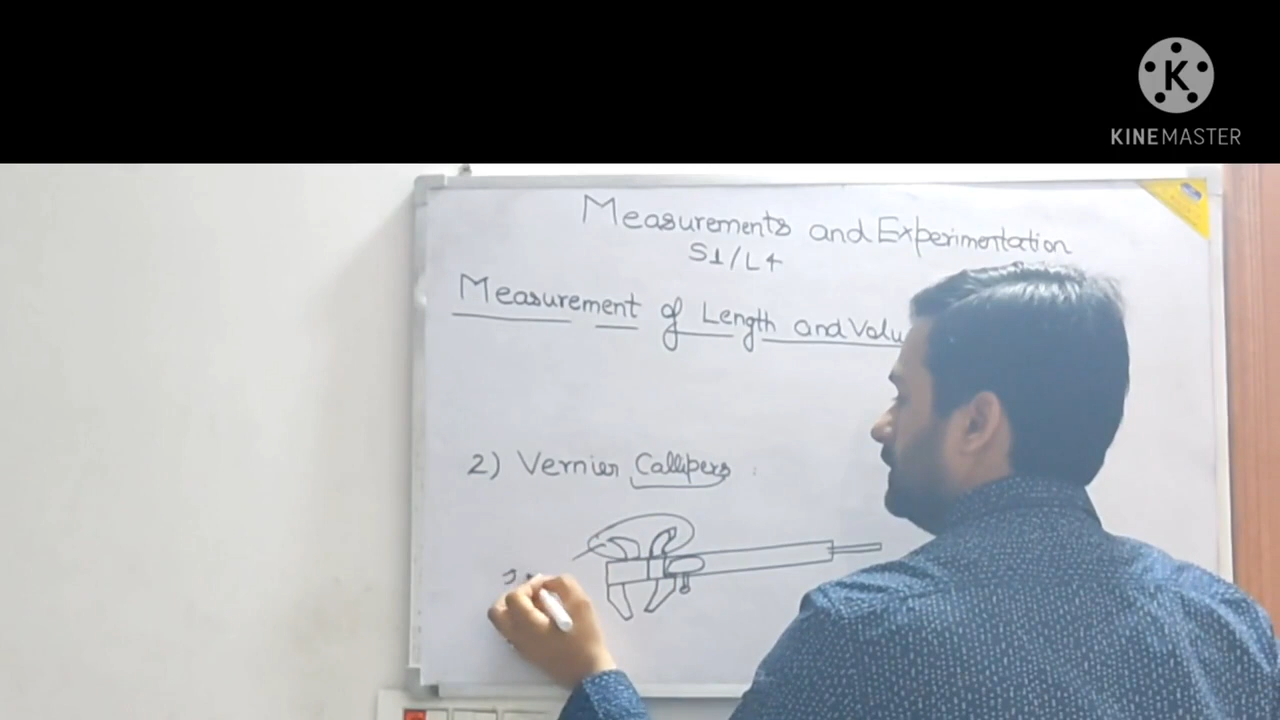 K
KINEMASTER
Measurements and Experimentation
S1/L4
Measurement of Length and Volu
2) Vernier Callipers